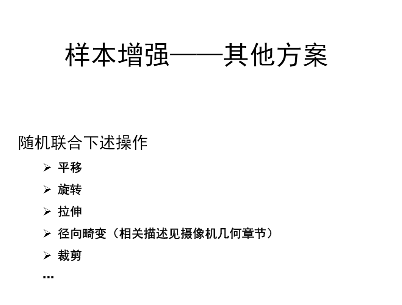 样本增强——其他方案
随机联合下述操作
➢ 平移
➢ 旋转
➢ 拉伸
➢ 径向畸变（相关描述见摄像机几何章节）
➢ 裁剪
...